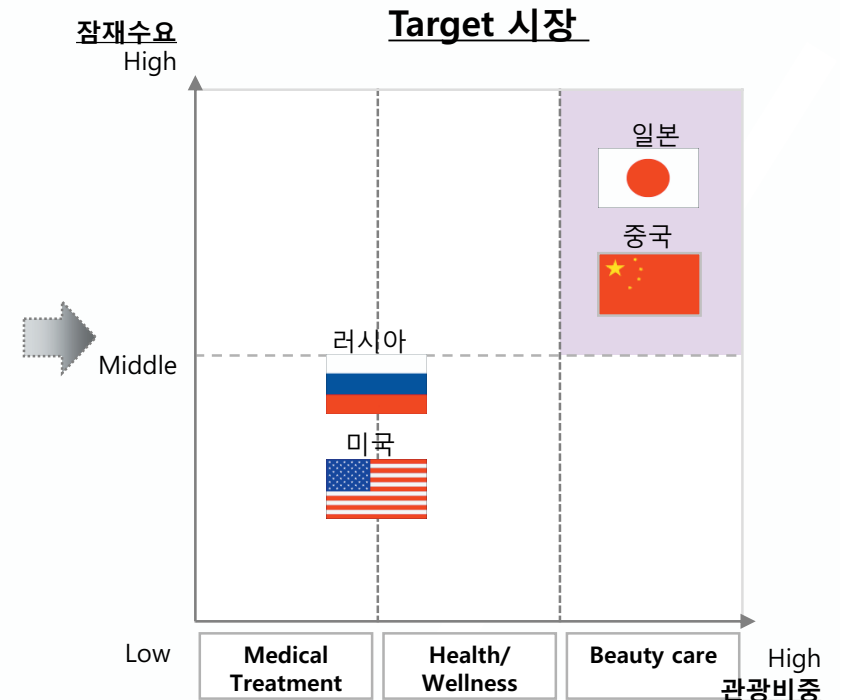 Target 시장
잠재수요
High
일본
중국
러시아
Middle
미국
Low
Medical
Treatment
Health/
Wellness
Beauty care
High
관광비중